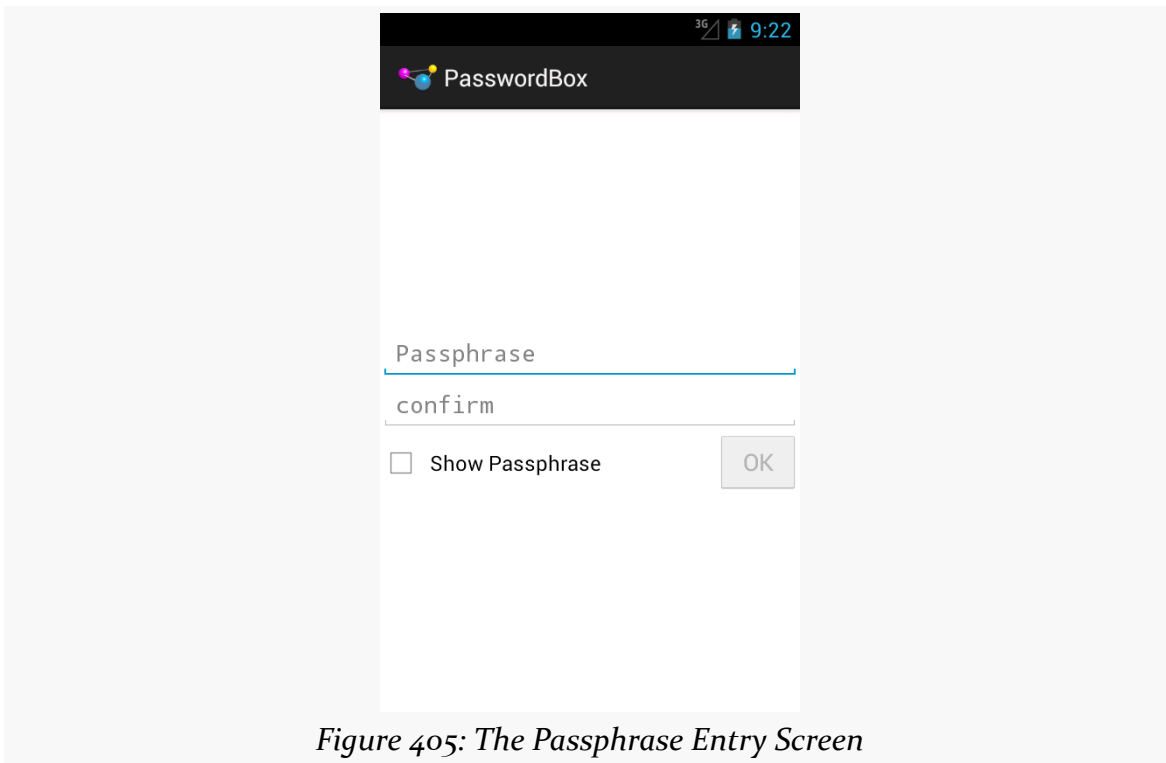 3G 9:22
PasswordBox
Passphrase
confirm
Show Passphrase OK
Figure 405: The Passphrase Entry Screen